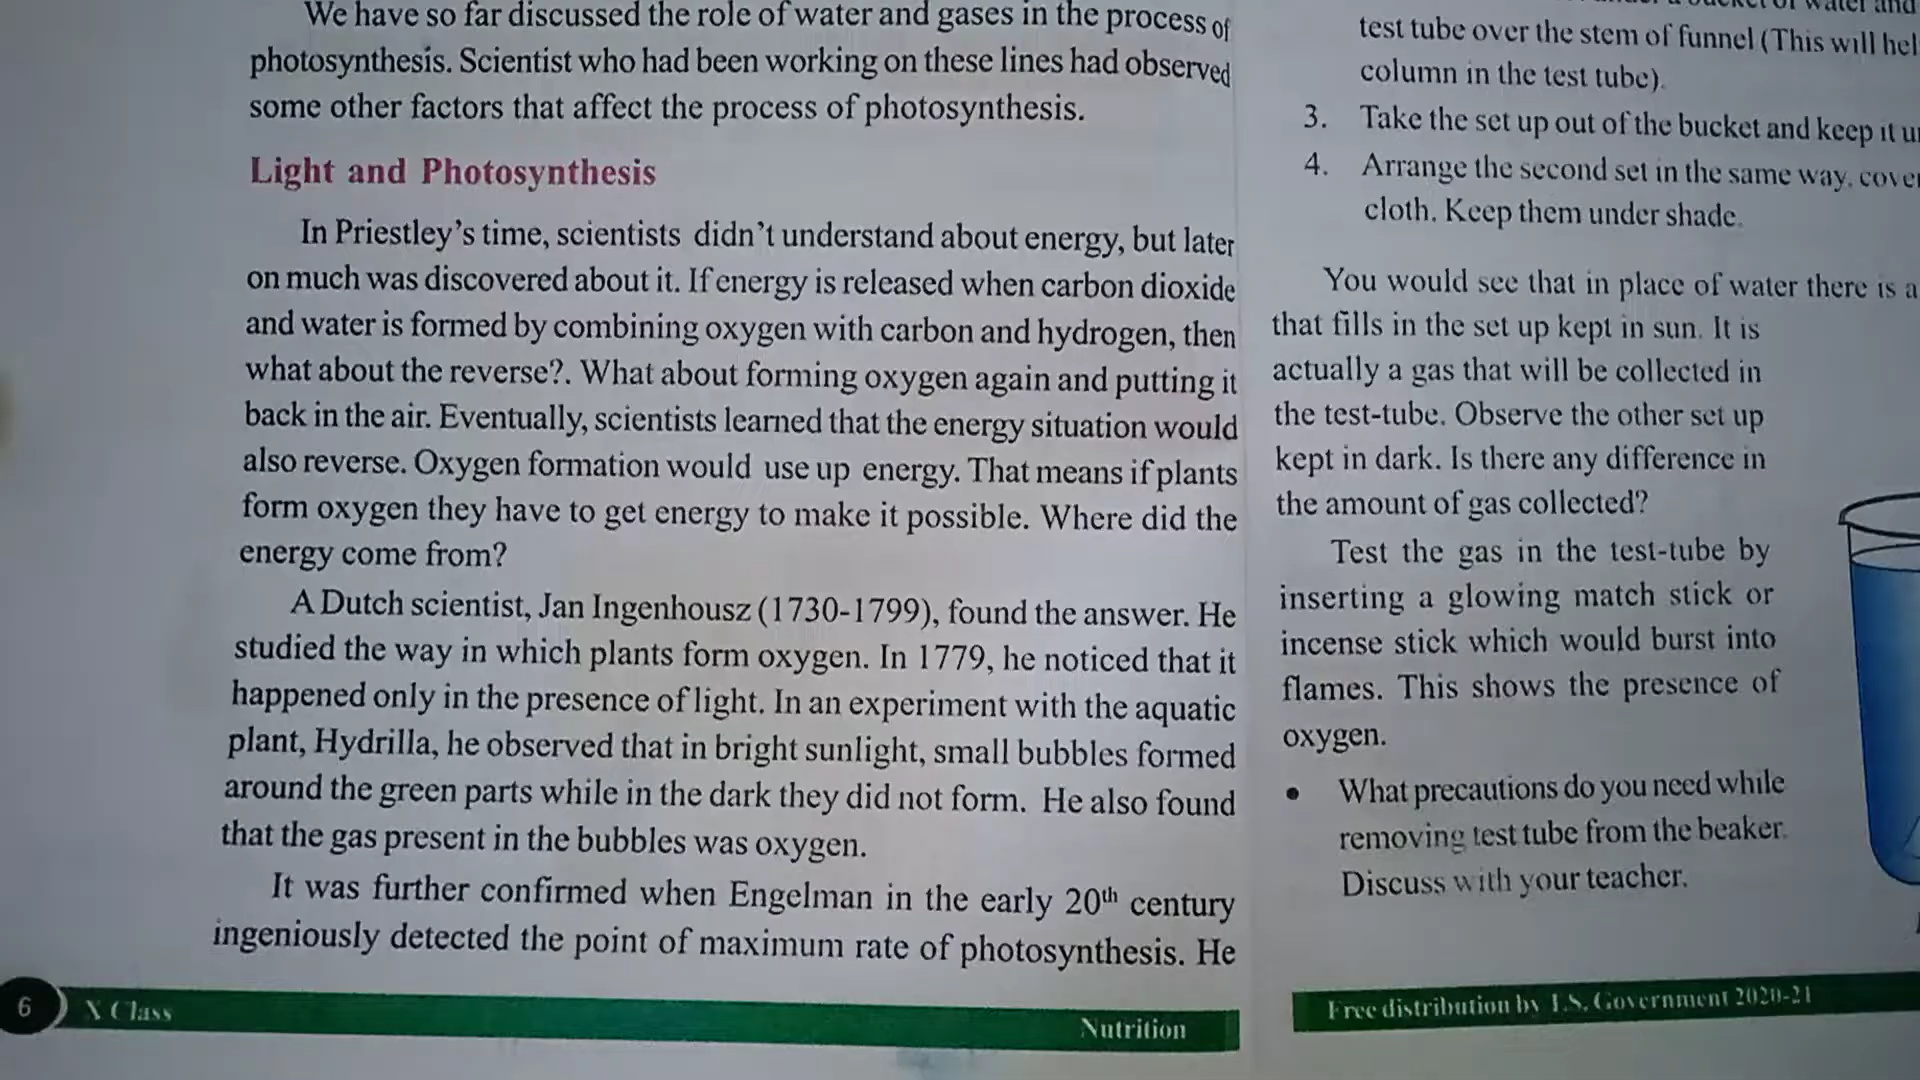 We have so far discussed the role of water and gases in the process of
photosynthesis. Scientist who had been working on these lines had observed
some other factors that affect the process of photosynthesis.
Light and Photosynthesis
In Priestley's time, scientists didn't understand about energy, but later
on much was discovered about it. If energy is released when carbon dioxide
and water is formed by combining oxygen with carbon and hydrogen, then
what about the reverse?. What about forming oxygen again and putting it
back in the air. Eventually, scientists learned that the energy situation would
also reverse. Oxygen formation would use up energy. That means if plants
form oxygen they have to get energy to make it possible. Where did the
energy come from?
A Dutch scientist, Jan Ingenhousz (1730-1799), found the answer. He
studied the way in which plants form oxygen. In 1779, he noticed that it
happened only in the presence of light. In an experiment with the aquatic
plant, Hydrilla, he observed that in bright sunlight, small bubbles formed
around the green parts while in the dark they did not form. He also found
that the gas present in the bubbles was oxygen.
It was further confirmed when Engelman in the early 20th century
ingeniously detected the point of maximum rate of photosynthesis. He
6 X Class
Nutrition
bucket of water and
test tube over the stem of funnel (This will hel
column in the test tube).
3. Take the set up out of the bucket and keep it
4. Arrange the second set in the same way, cove
cloth. Keep them under shade.
You would see that in place of water there is a
that fills in the set up kept in sun. It is
actually a gas that will be collected in
the test-tube. Observe the other set up
kept in dark. Is there any difference in
the amount of gas collected?
Test the gas in the test-tube by
inserting a glowing match stick or
incense stick which would burst into
flames. This shows the presence of
oxygen.
• What precautions do you need while
removing test tube from the beaker.
Discuss with your teacher.
Free distribution by T.S. Government 2020-21